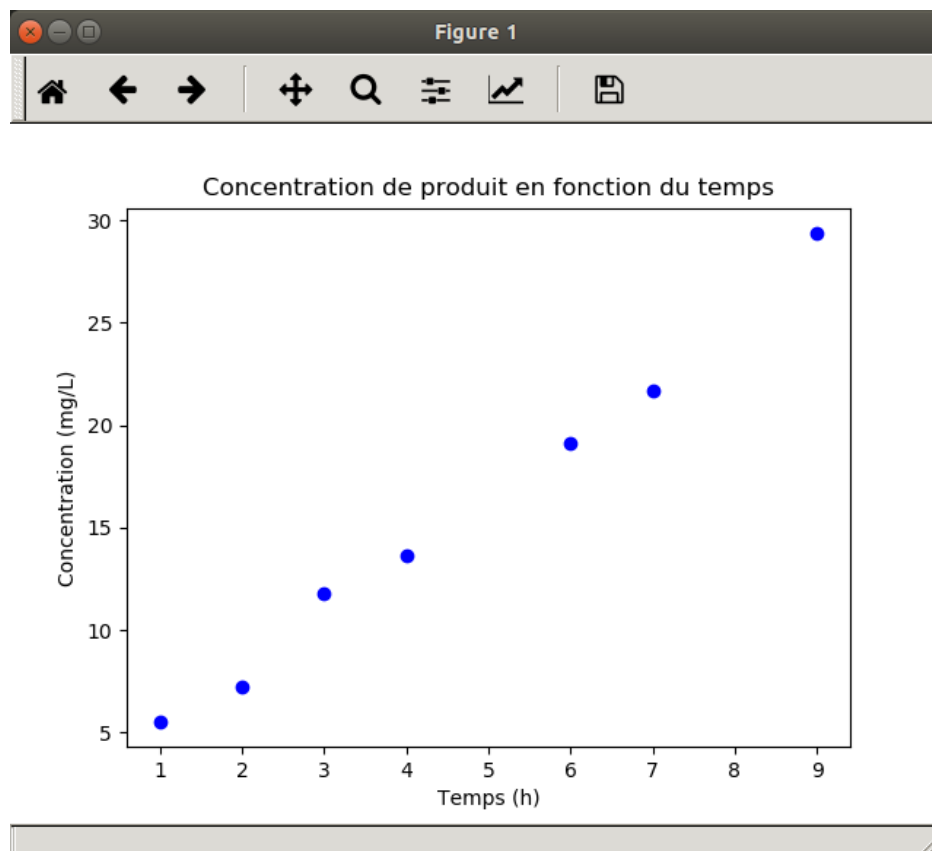 Figure 1
Concentration de produit en fonction du temps
30
25
20
15
10
5
Concentration (mg/L)
1 2 3 4 5 6 7 8 9
Temps (h)